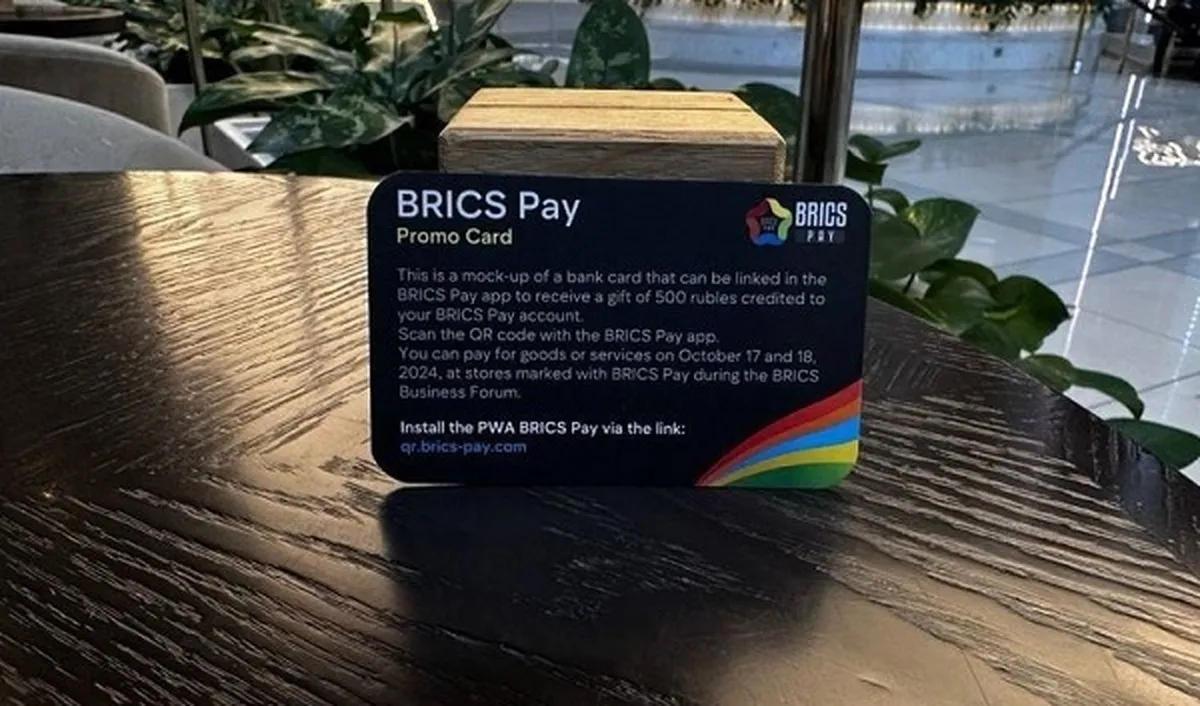 BRICS Pay
Promo Card
BRICS
PAY
This is a mock-up of a bank card that can be linked in the
BRICS Pay app to receive a gift of 500 rubles credited to
your BRICS Pay account.
Scan the QR code with the BRICS Pay app.
You can pay for goods or services on October 17 and 18,
2024, at stores marked with BRICS Pay during the BRICS
Business Forum.
Install the PWA BRICS Pay via the link:
qr.brics-pay.com